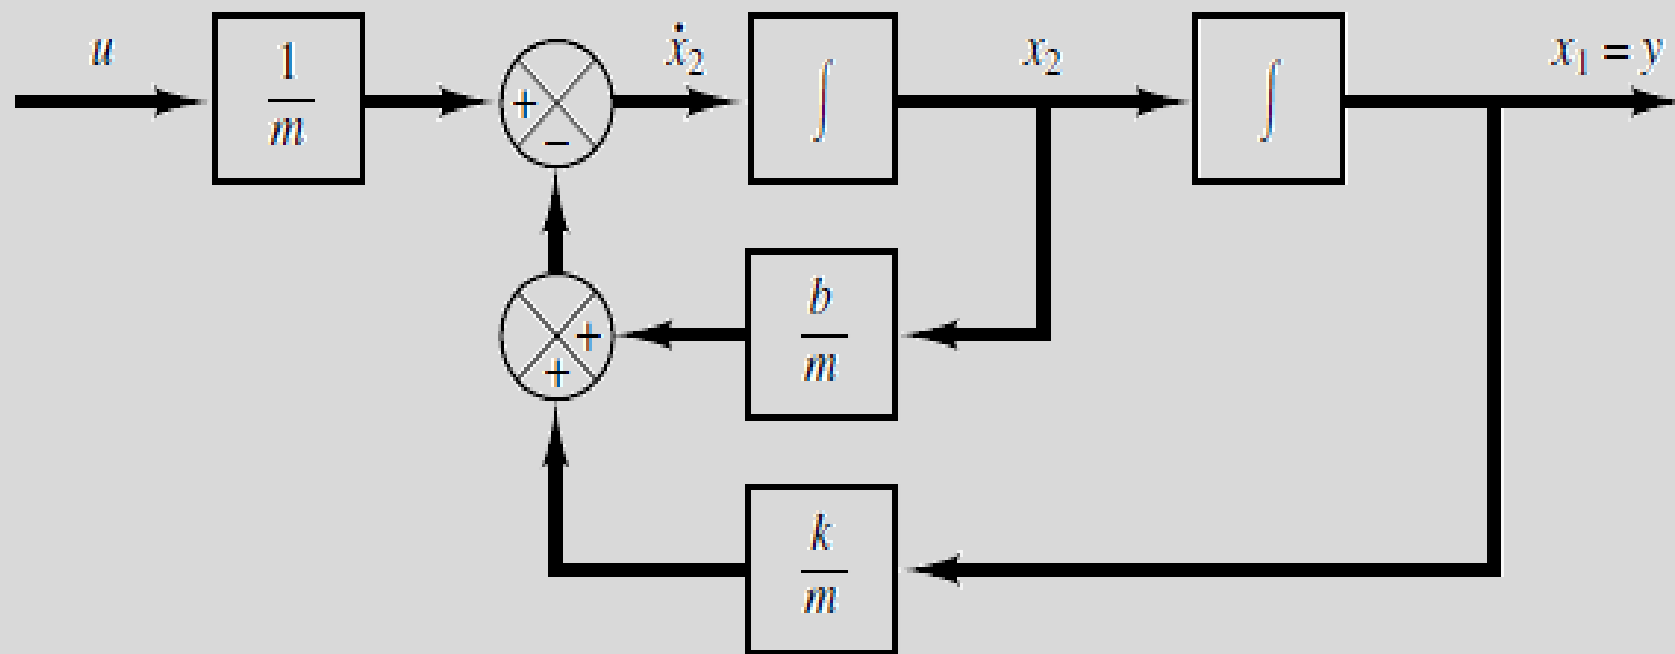 u
1
m
+
−
ẋ₂
∫
x₂
∫
x₁ = y
+
+
b
m
k
m